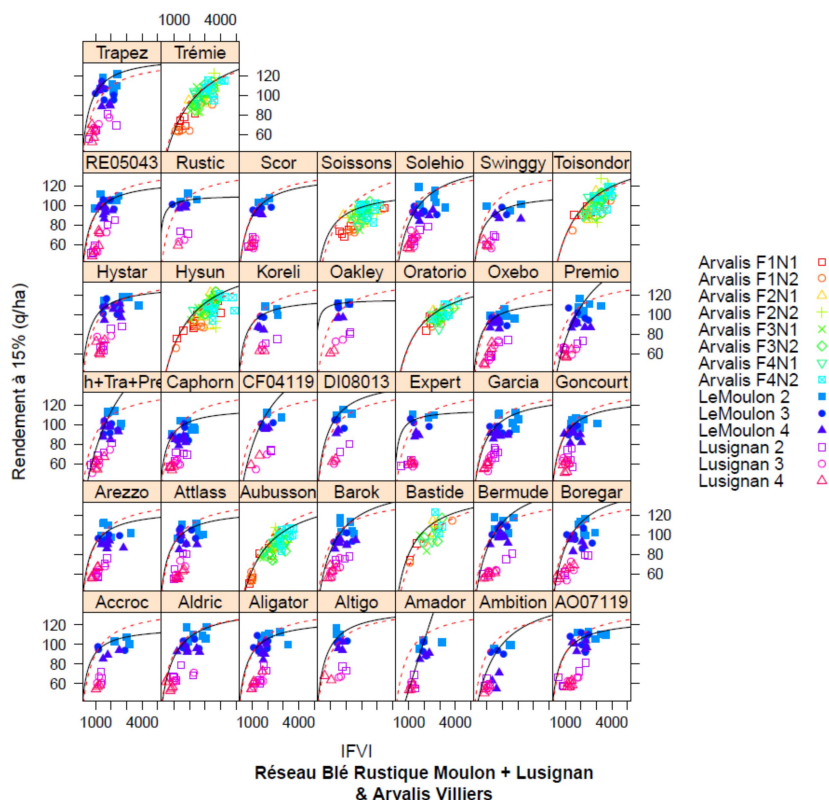 1000 4000
Trapez Trémie
120
100
80
60
RE05043 Rustic Scor Soissons Solehio Swinggy Toisondor
120
100
80
60
Hystar Hysun Koreli Oakley Oratorio Oxebo Premio
120
100
80
60
h+Tra+Pre Caphorn CF04119 DI08013 Expert Garcia Goncourt
120
100
80
60
Arezzo Attlass Aubusson Barok Bastide Bermude Boregar
120
100
80
60
Accroc Aldric Aligator Altigo Amador Ambition AO07119
120
100
80
60
1000 4000 1000 4000 1000 4000 1000 4000
Rendement à 15% (q/ha)
IFVI
Réseau Blé Rustique Moulon + Lusignan
& Arvalis Villiers
Arvalis F1N1
Arvalis F1N2
Arvalis F2N1
Arvalis F2N2
Arvalis F3N1
Arvalis F3N2
Arvalis F4N1
Arvalis F4N2
LeMoulon 2
LeMoulon 3
LeMoulon 4
Lusignan 2
Lusignan 3
Lusignan 4